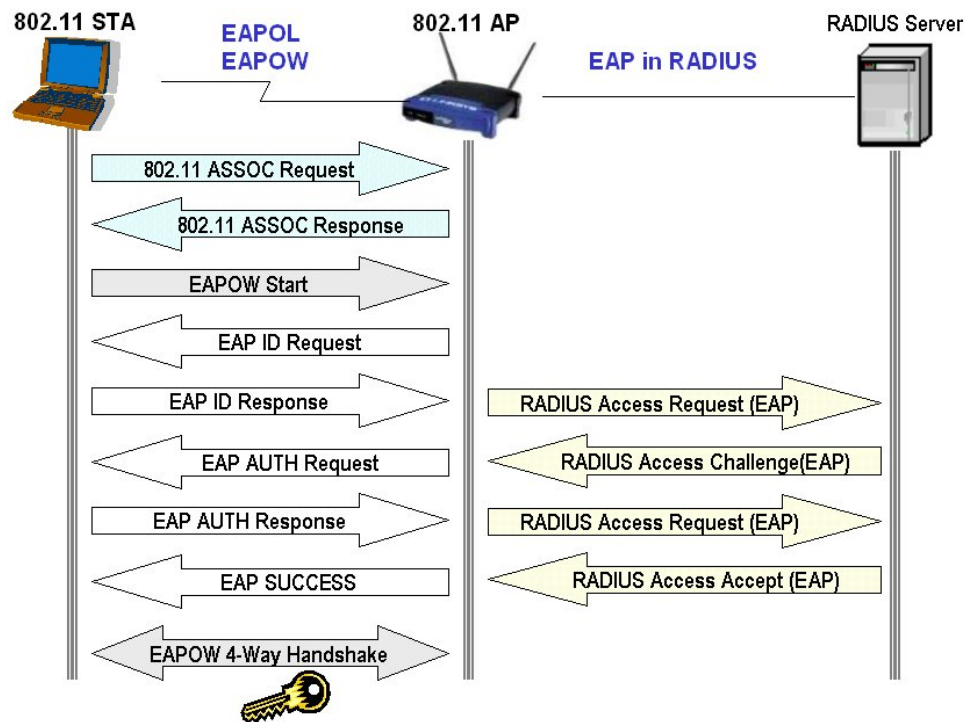 802.11 STA
EAPOL
EAPOW
802.11 AP
EAP in RADIUS
RADIUS Server
802.11 ASSOC Request
802.11 ASSOC Response
EAPOW Start
EAP ID Request
EAP ID Response
RADIUS Access Request (EAP)
EAP AUTH Request
RADIUS Access Challenge(EAP)
EAP AUTH Response
RADIUS Access Request (EAP)
EAP SUCCESS
RADIUS Access Accept (EAP)
EAPOW 4-Way Handshake